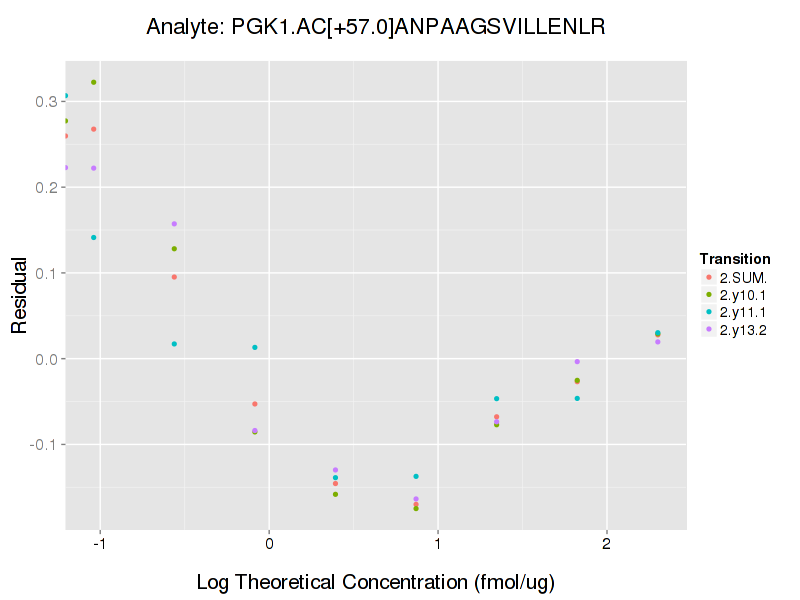 Analyte: PGK1.AC[+57.0]ANPAAGSVILLENLR
Residual
0.3
0.2
0.1
0.0
-0.1
-1 0 1 2
Log Theoretical Concentration (fmol/ug)
Transition
2.SUM.
2.y10.1
2.y11.1
2.y13.2